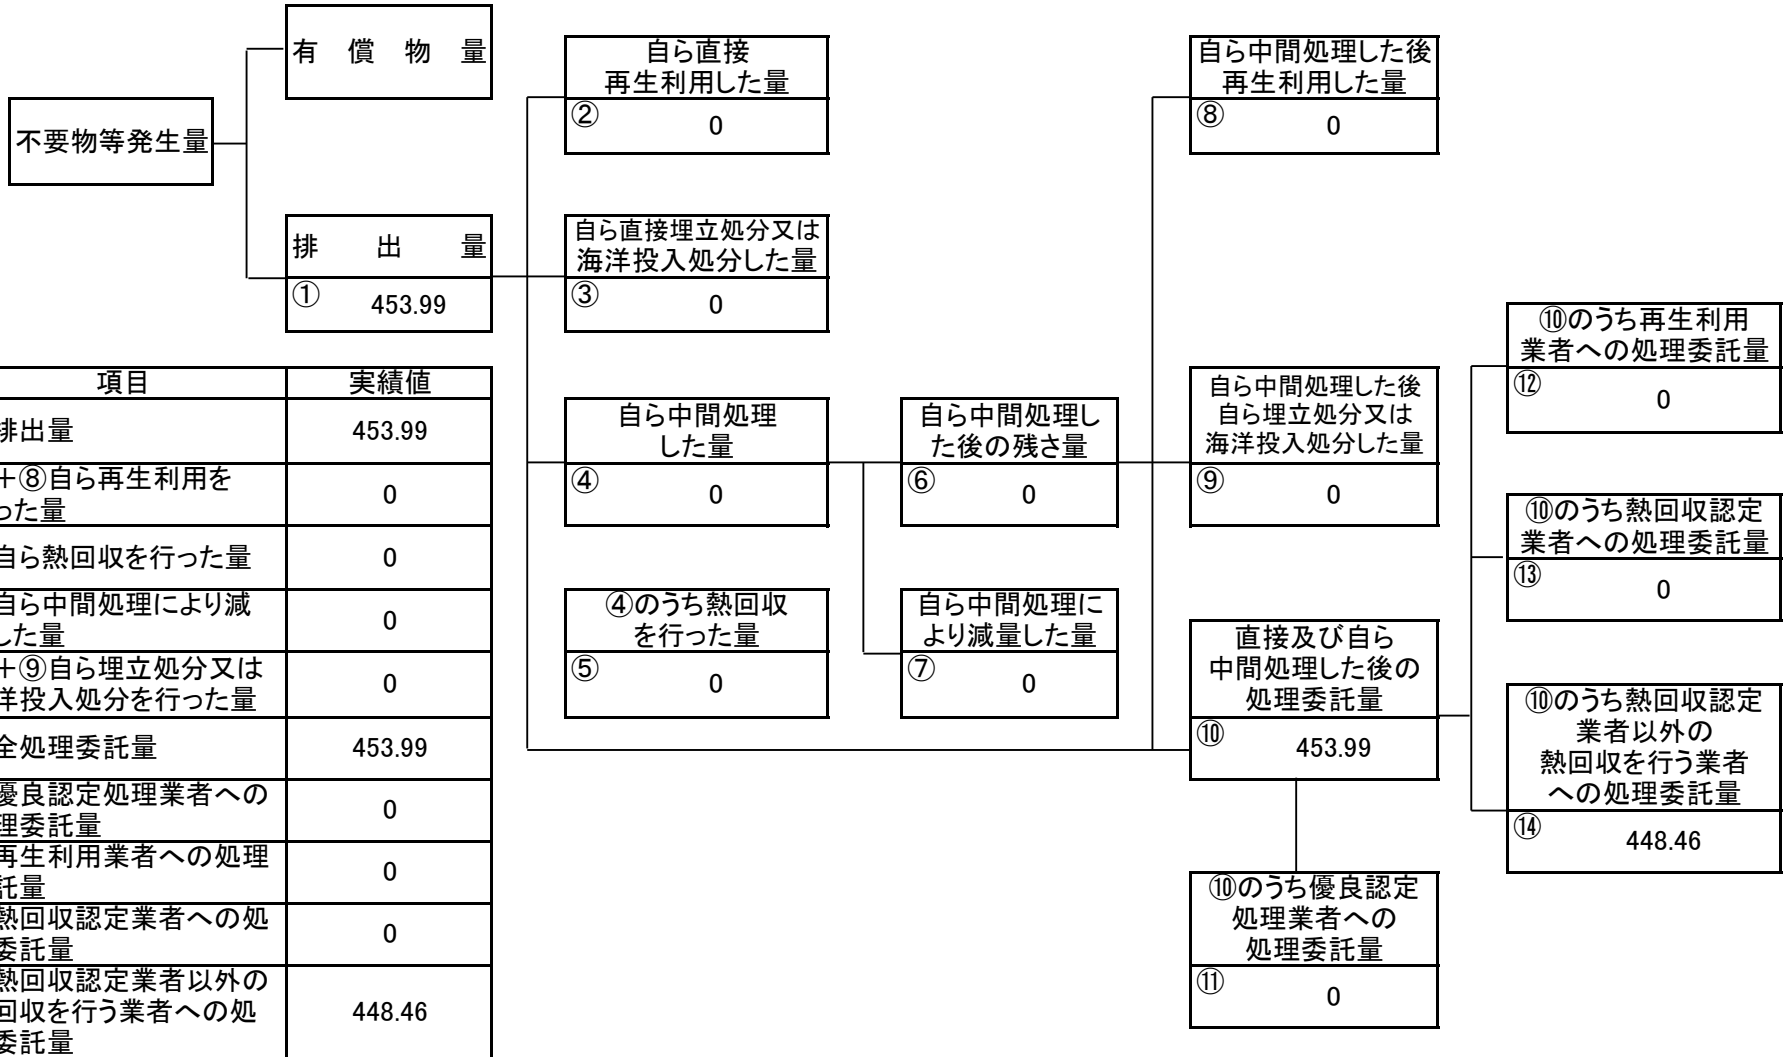 有償物量
不要物等発生量
排出量
① 453.99
自ら直接
再生利用した量
② 0
自ら直接埋立処分又は
海洋投入処分した量
③ 0
自ら中間処理
した量
④ 0
④のうち熱回収
を行った量
⑤ 0
自ら中間処理し
た後の残さ量
⑥ 0
自ら中間処理に
より減量した量
⑦ 0
自ら中間処理した後
再生利用した量
⑧ 0
自ら中間処理した後
自ら埋立処分又は
海洋投入処分した量
⑨ 0
直接及び自ら
中間処理した後の
処理委託量
⑩ 453.99
⑩のうち優良認定
処理業者への
処理委託量
⑪ 0
⑩のうち再生利用
業者への処理委託量
⑫ 0
⑩のうち熱回収認定
業者への処理委託量
⑬ 0
⑩のうち熱回収認定
業者以外の
熱回収を行う業者
への処理委託量
⑭ 448.46
項目 実績値
排出量 453.99
+⑧自ら再生利用を
った量 0
自ら熱回収を行った量 0
自ら中間処理により減
した量 0
+⑨自ら埋立処分又は
洋投入処分を行った量 0
全処理委託量 453.99
優良認定処理業者への
理委託量 0
再生利用業者への処理
託量 0
熱回収認定業者への処
委託量 0
熱回収認定業者以外の
回収を行う業者への処
委託量 448.46